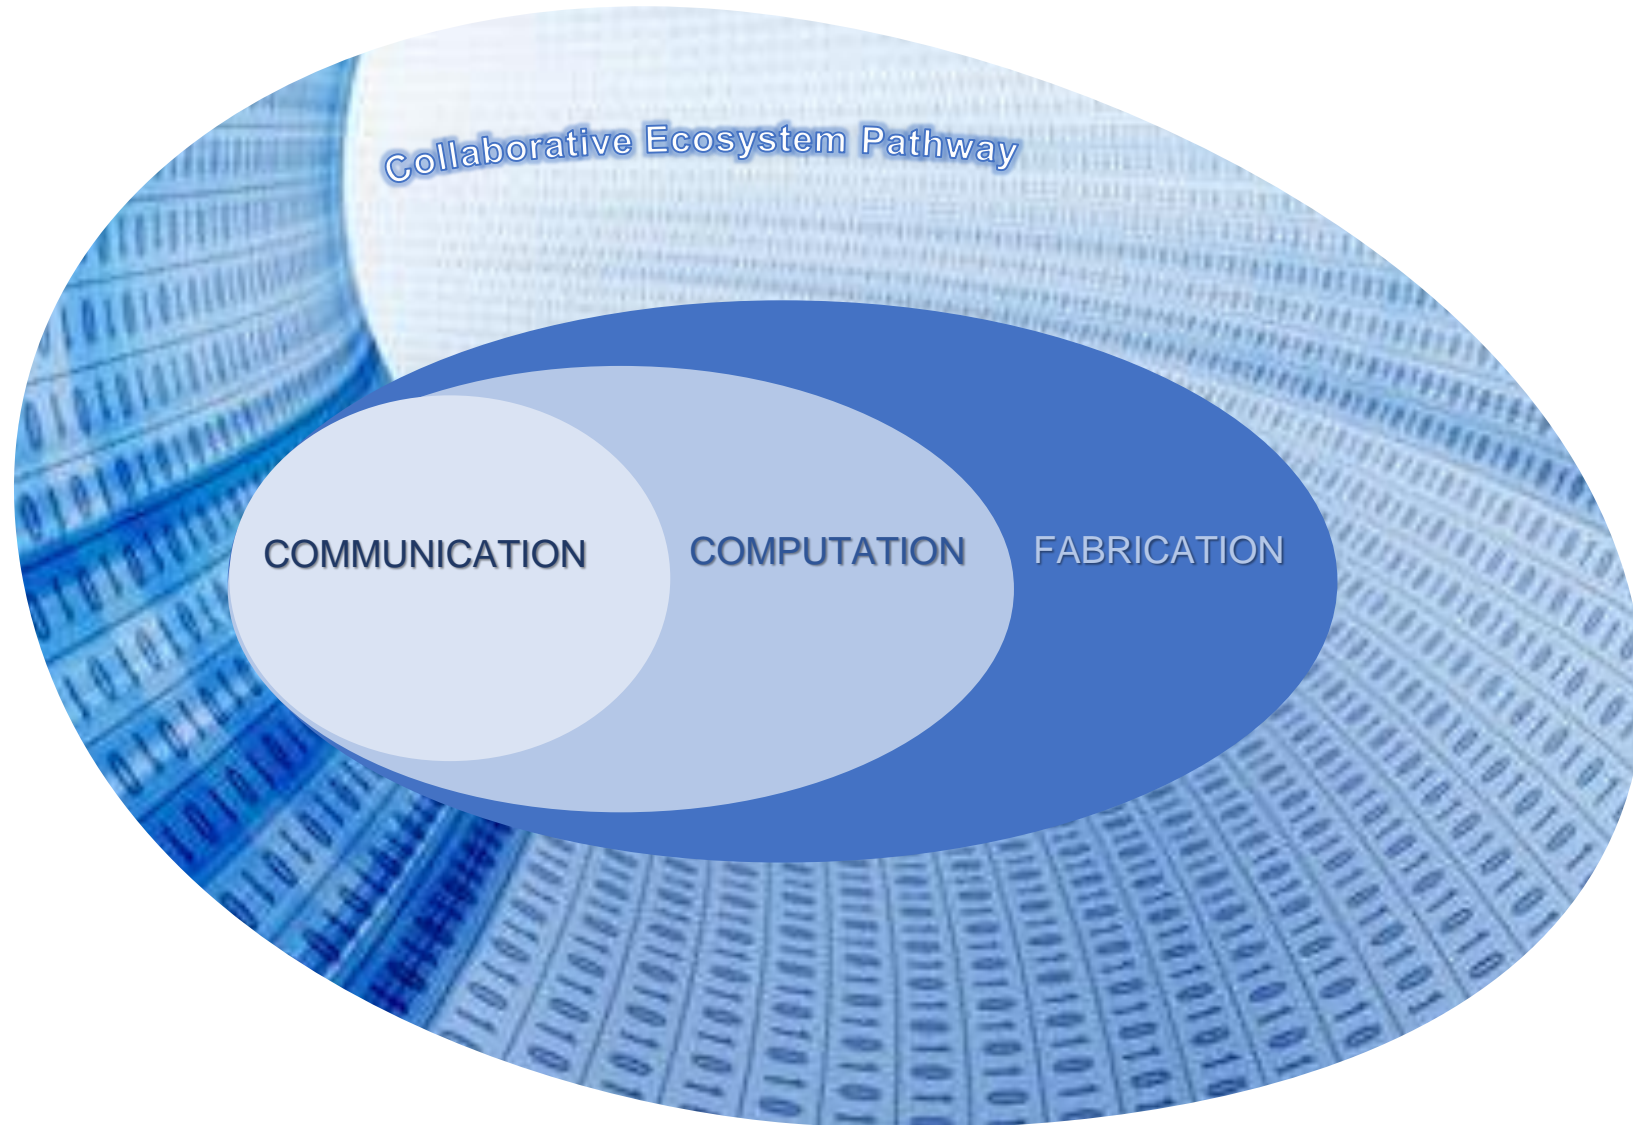 Collaborative Ecosystem Pathway
COMMUNICATION
COMPUTATION
FABRICATION